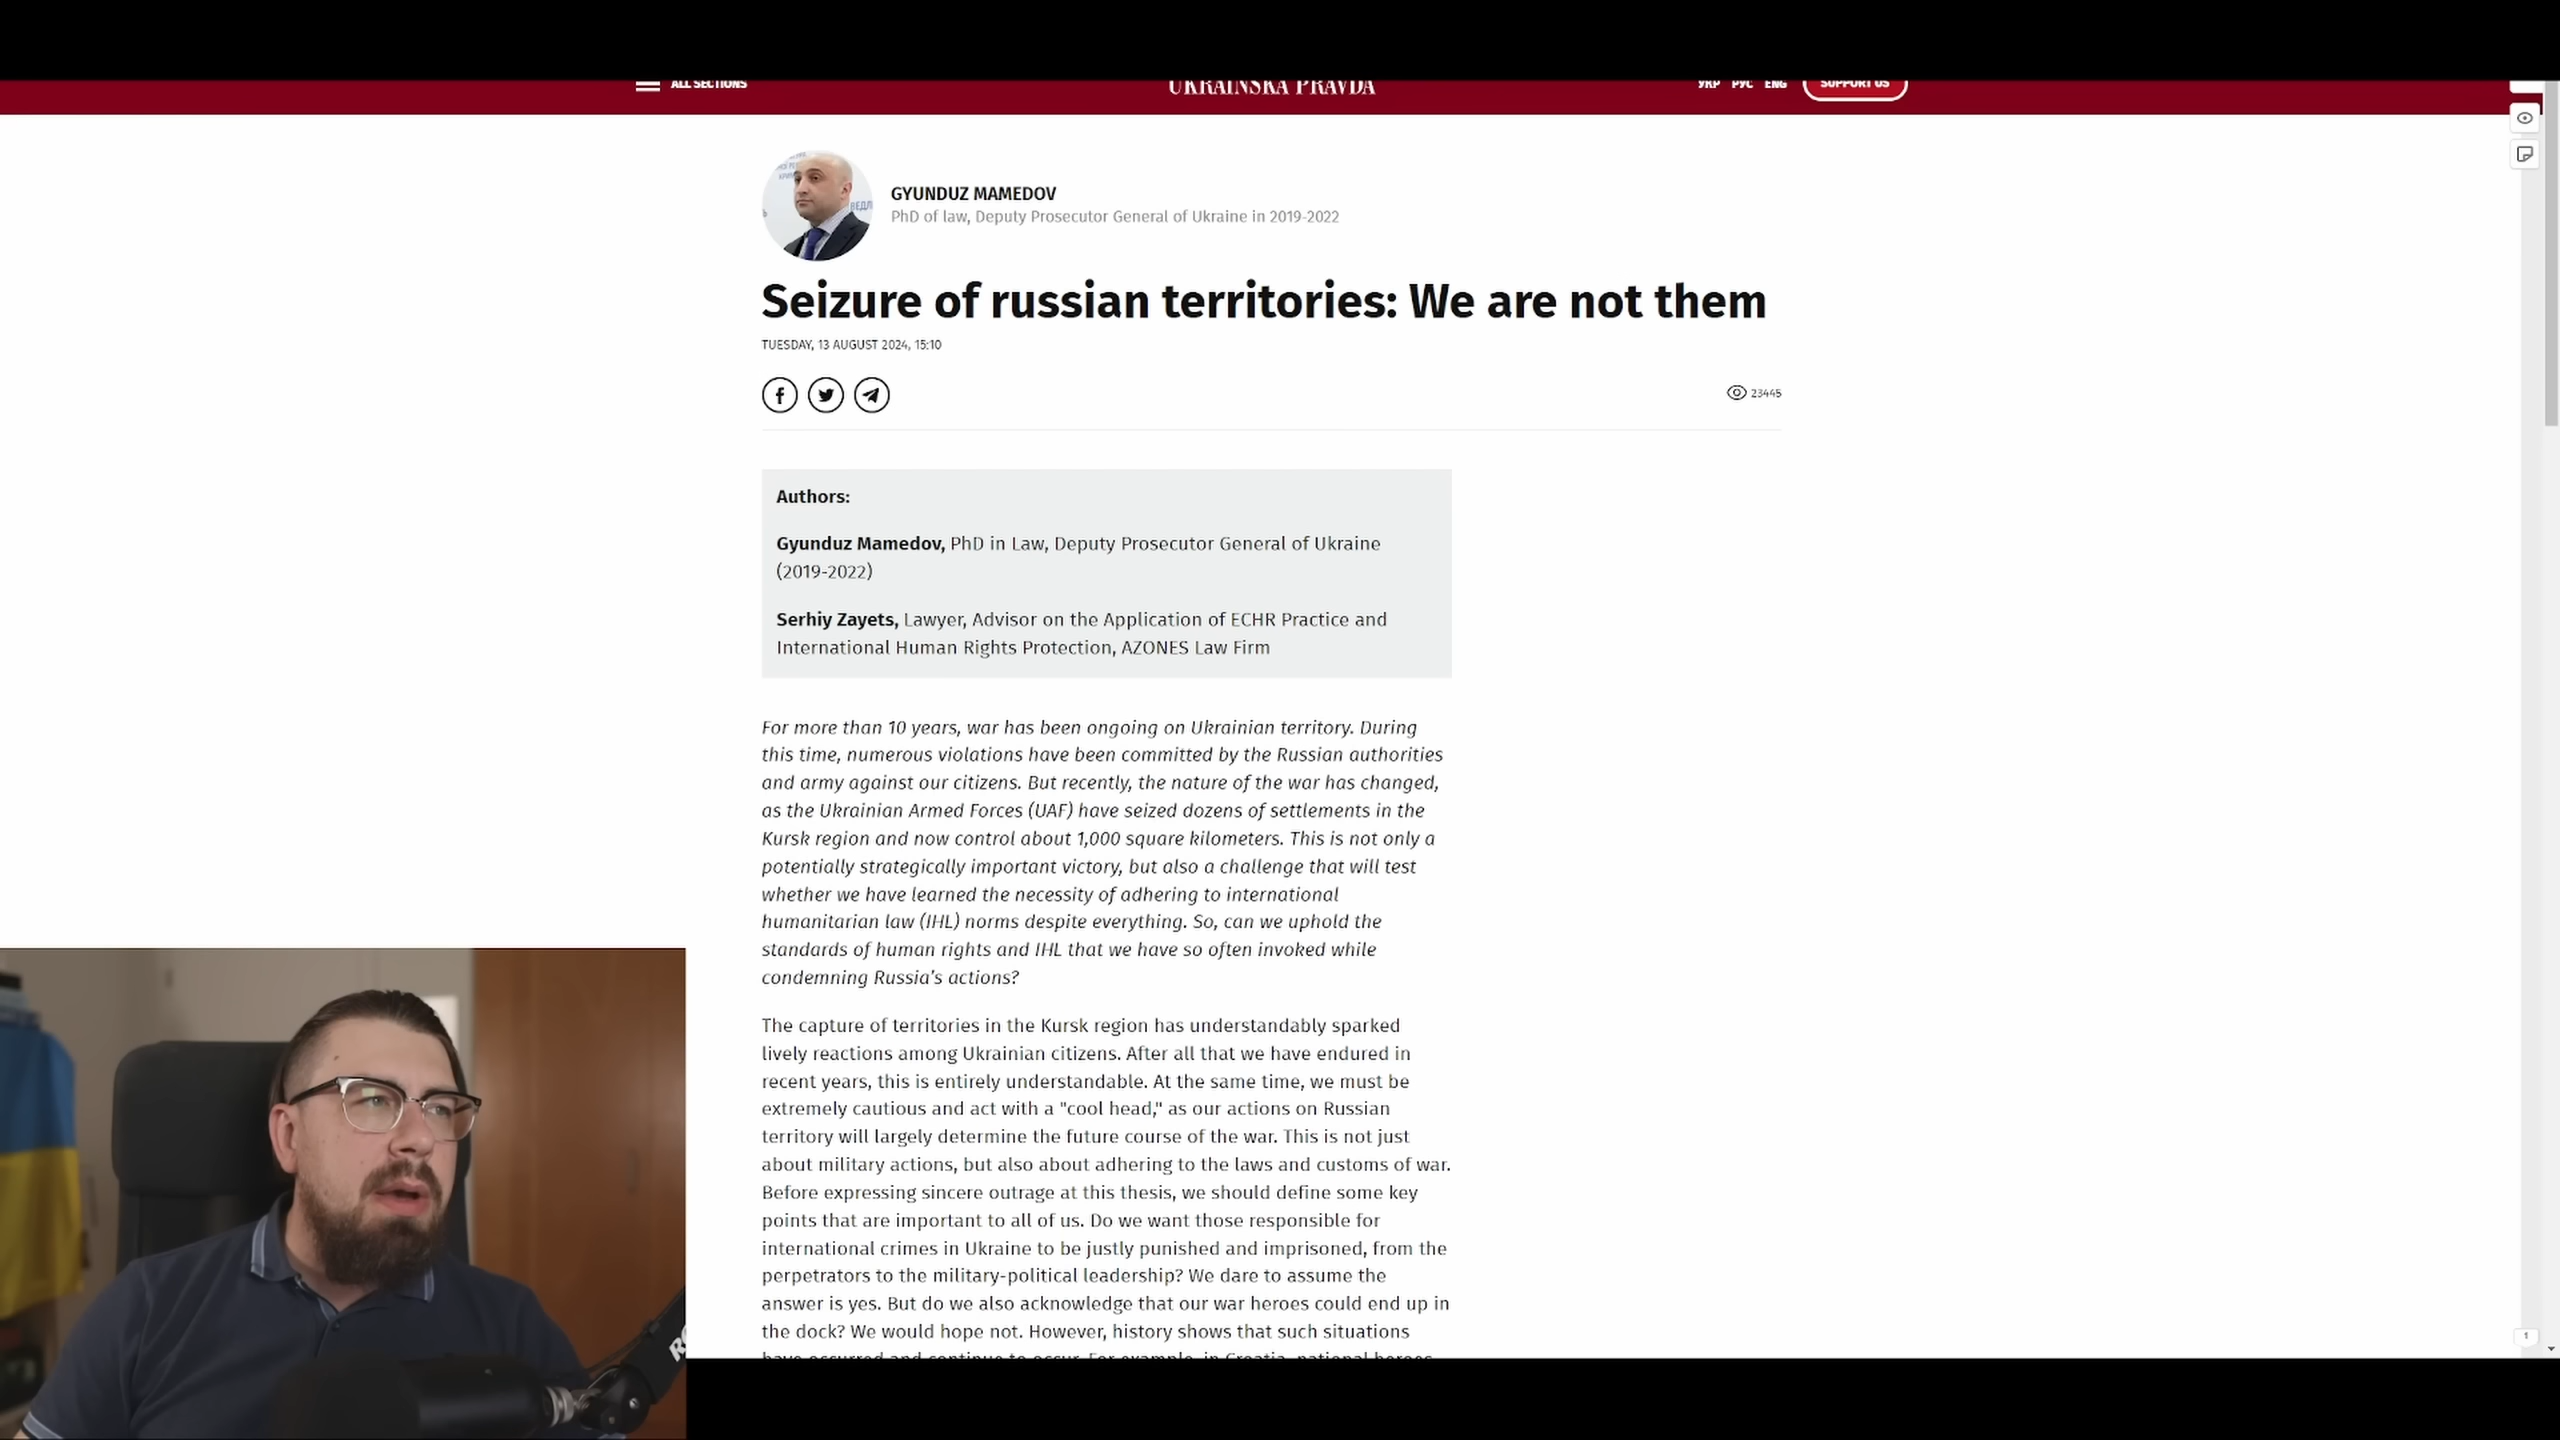 ALL SECTIONS
UKRAINSKA PRAVDA
УКР РУС ENG
SUPPORT US
GYUNDUZ MAMEDOV
PhD of law, Deputy Prosecutor General of Ukraine in 2019-2022
Seizure of russian territories: We are not them
TUESDAY, 13 AUGUST 2024, 15:10
23445
Authors:
Gyunduz Mamedov, PhD in Law, Deputy Prosecutor General of Ukraine
(2019-2022)
Serhiy Zayets, Lawyer, Advisor on the Application of ECHR Practice and
International Human Rights Protection, AZONES Law Firm
For more than 10 years, war has been ongoing on Ukrainian territory. During
this time, numerous violations have been committed by the Russian authorities
and army against our citizens. But recently, the nature of the war has changed,
as the Ukrainian Armed Forces (UAF) have seized dozens of settlements in the
Kursk region and now control about 1,000 square kilometers. This is not only a
potentially strategically important victory, but also a challenge that will test
whether we have learned the necessity of adhering to international
humanitarian law (IHL) norms despite everything. So, can we uphold the
standards of human rights and IHL that we have so often invoked while
condemning Russia's actions?
The capture of territories in the Kursk region has understandably sparked
lively reactions among Ukrainian citizens. After all that we have endured in
recent years, this is entirely understandable. At the same time, we must be
extremely cautious and act with a "cool head," as our actions on Russian
territory will largely determine the future course of the war. This is not just
about military actions, but also about adhering to the laws and customs of war.
Before expressing sincere outrage at this thesis, we should define some key
points that are important to all of us. Do we want those responsible for
international crimes in Ukraine to be justly punished and imprisoned, from the
perpetrators to the military-political leadership? We dare to assume the
answer is yes. But do we also acknowledge that our war heroes could end up in
the dock? We would hope not. However, history shows that such situations
have occurred and continue to occur. For example, in Croatia, national heroes
1